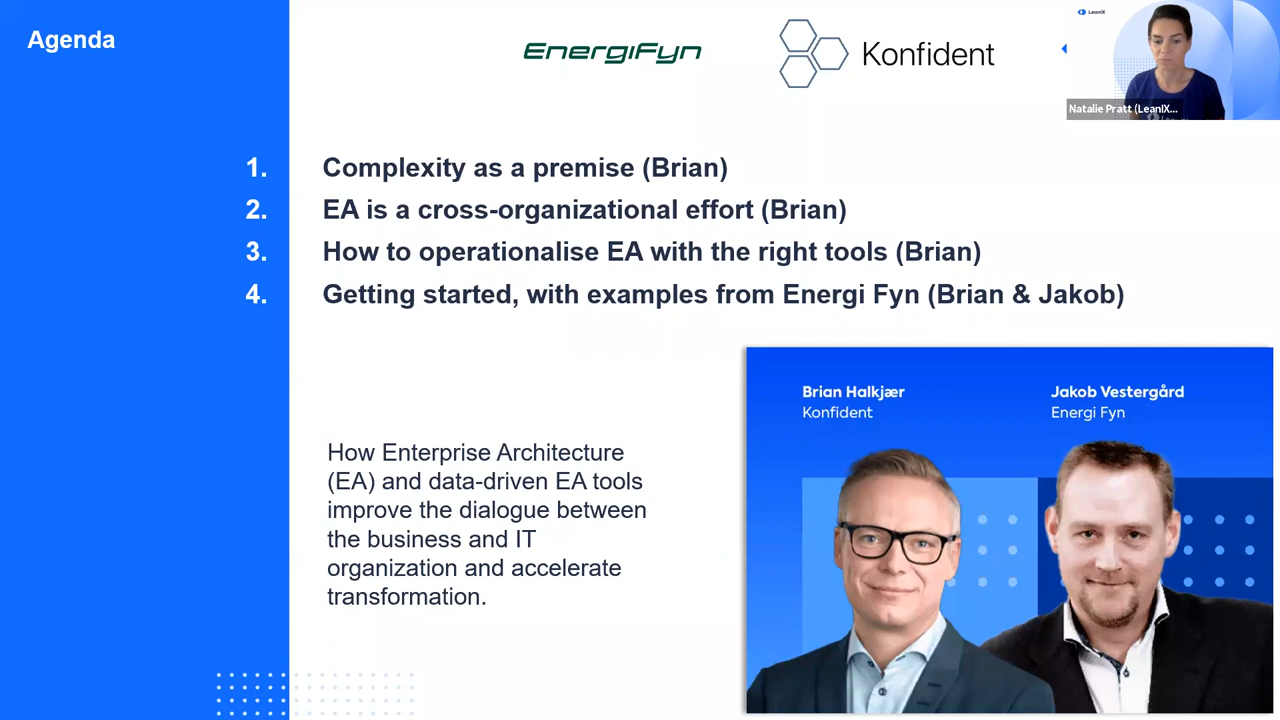 Agenda
EnergiFyn
Konfident
LeanIX
Natalie Pratt (LeanIX...
1. Complexity as a premise (Brian)
2. EA is a cross-organizational effort (Brian)
3. How to operationalise EA with the right tools (Brian)
4. Getting started, with examples from Energi Fyn (Brian & Jakob)
How Enterprise Architecture
(EA) and data-driven EA tools
improve the dialogue between
the business and IT
organization and accelerate
transformation.
Brian Halkjær
Konfident
Jakob Vestergård
Energi Fyn